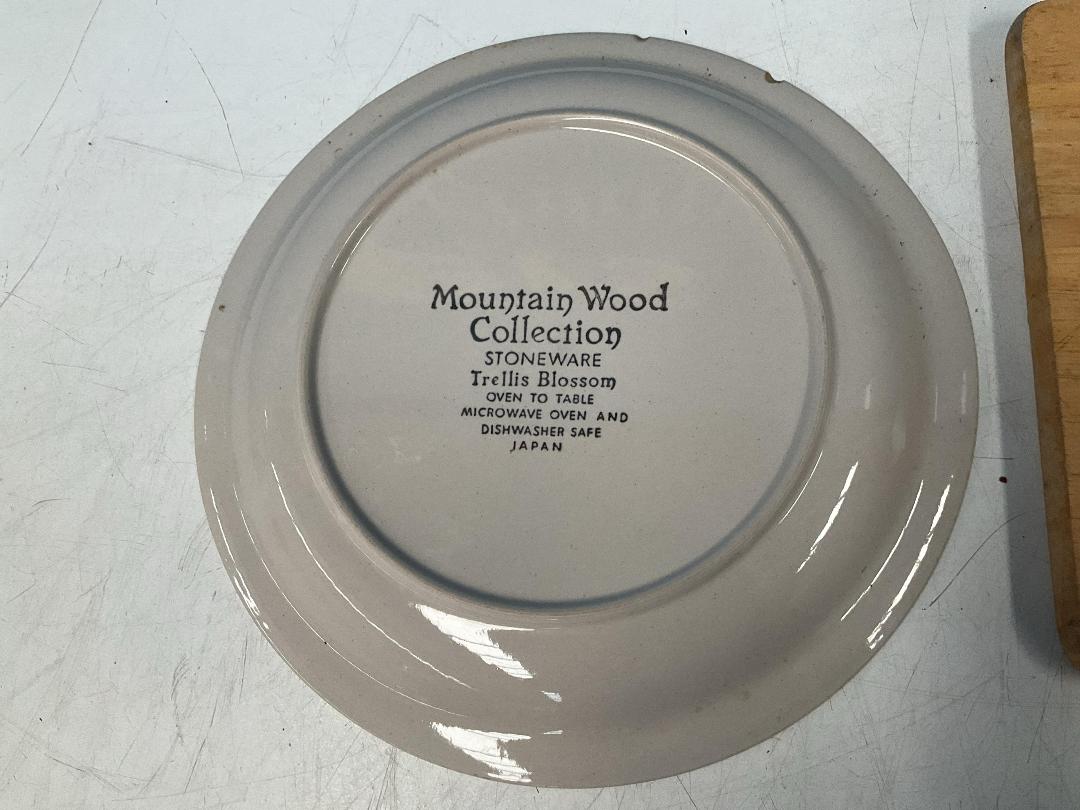 Mountain Wood
Collection
STONEWARE
Trellis Blossom
OVEN TO TABLE
MICROWAVE OVEN AND
DISHWASHER SAFE
JAPAN